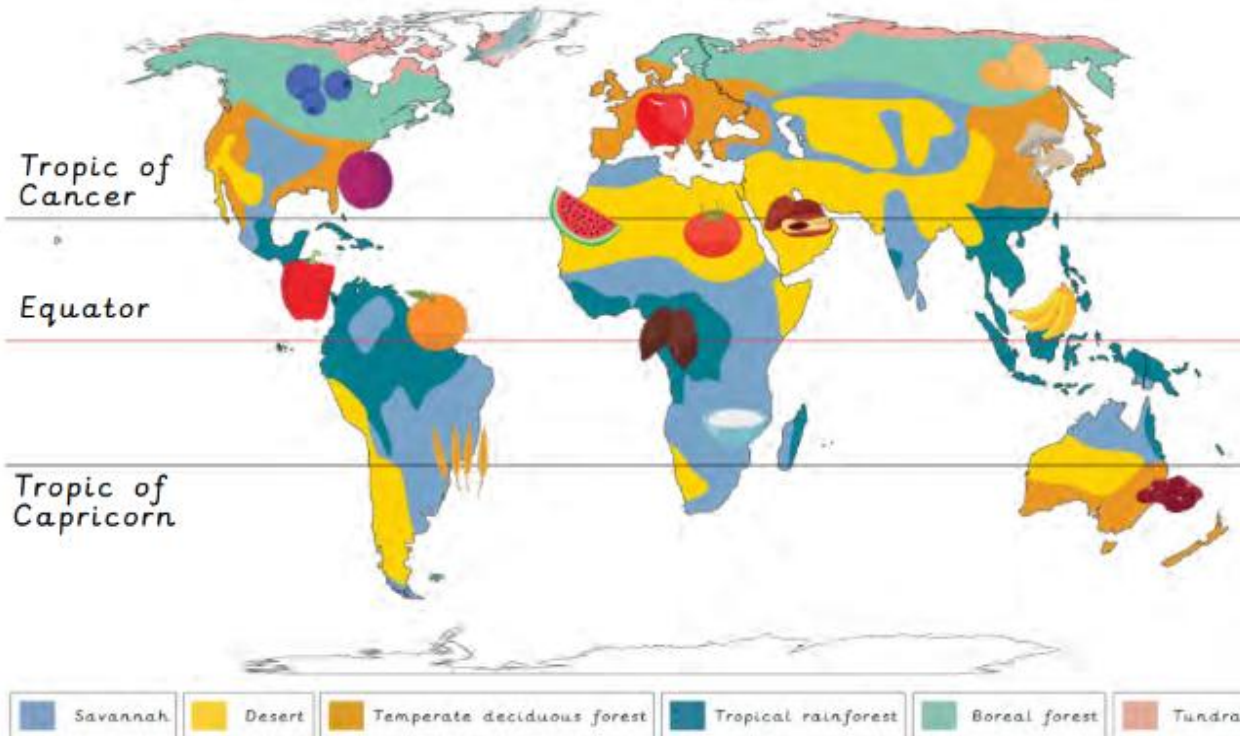 Tropic of
Cancer
Equator
Tropic of
Capricorn
Savannah
Desert
Temperate deciduous forest
Tropical rainforest
Boreal forest
Tundra